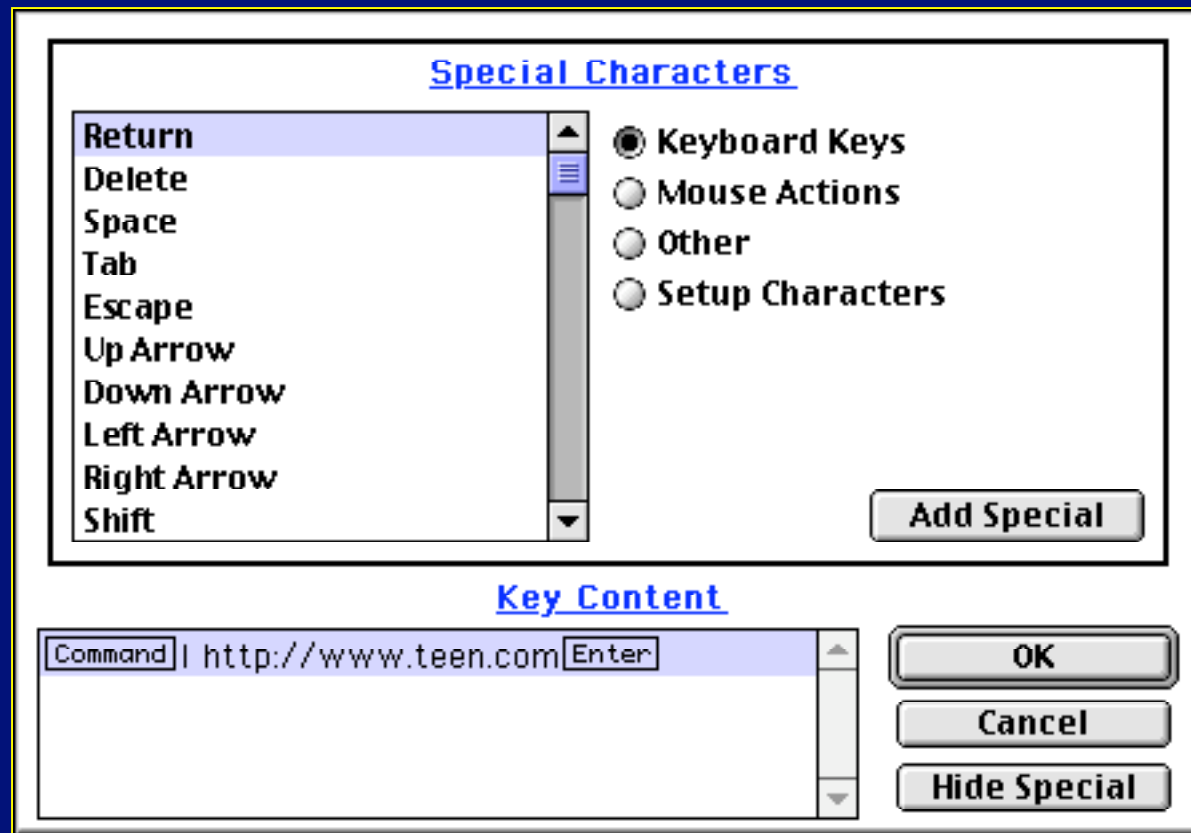 Special Characters
Return
Delete
Space
Tab
Escape
Up Arrow
Down Arrow
Left Arrow
Right Arrow
Shift
Keyboard Keys
Mouse Actions
Other
Setup Characters
Add Special
Key Content
Command l http://www.teen.com Enter
OK
Cancel
Hide Special